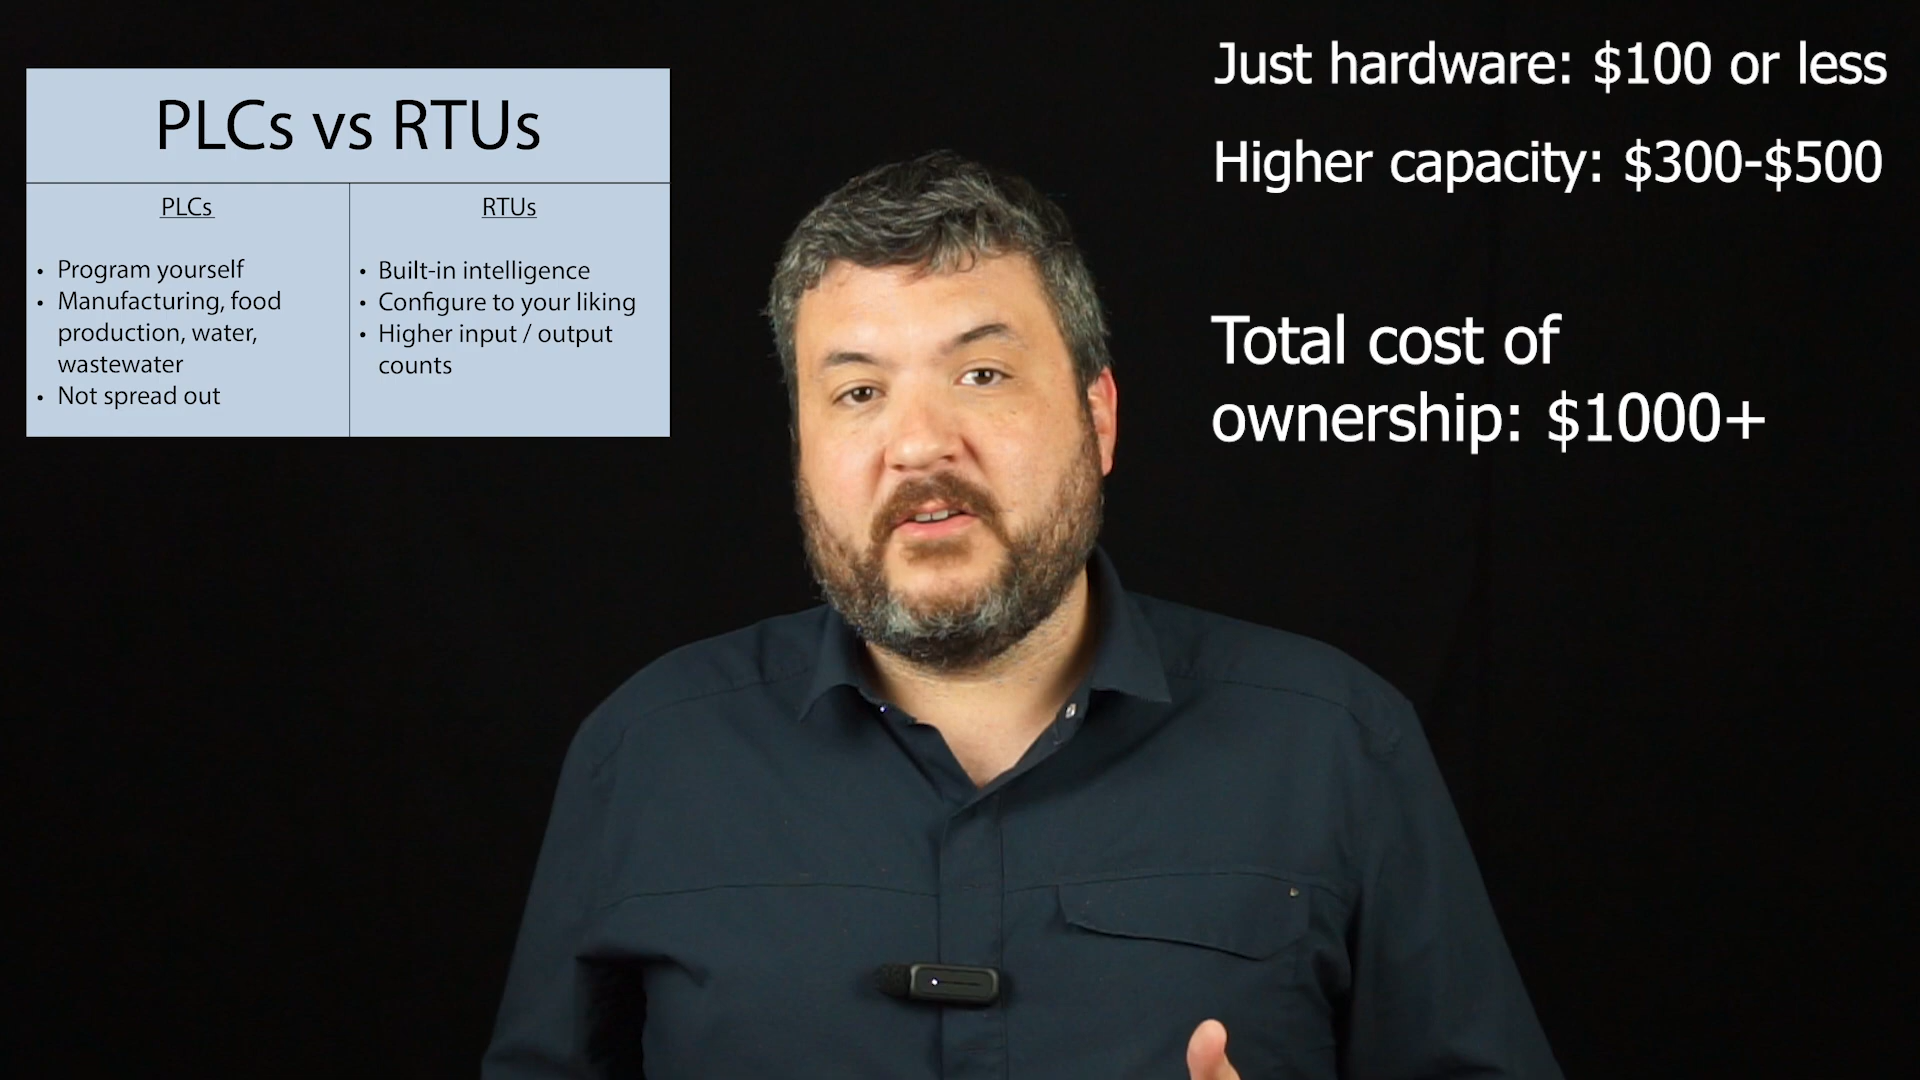 PLCs vs RTUs
PLCs
• Program yourself
• Manufacturing, food
production, water,
wastewater
• Not spread out
RTUs
• Built-in intelligence
• Configure to your liking
• Higher input / output
counts
Just hardware: $100 or less
Higher capacity: $300-$500
Total cost of
ownership: $1000+